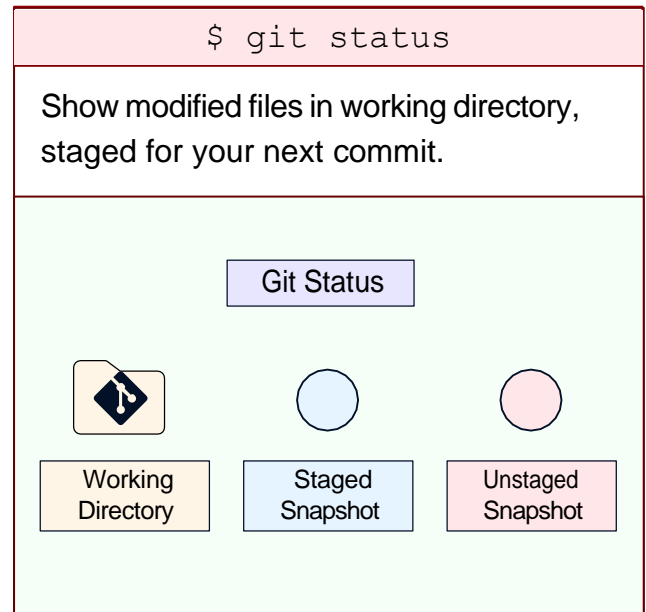 $ git status
Show modified files in working directory,
staged for your next commit.
Git Status
Working
Directory
Staged
Snapshot
Unstaged
Snapshot